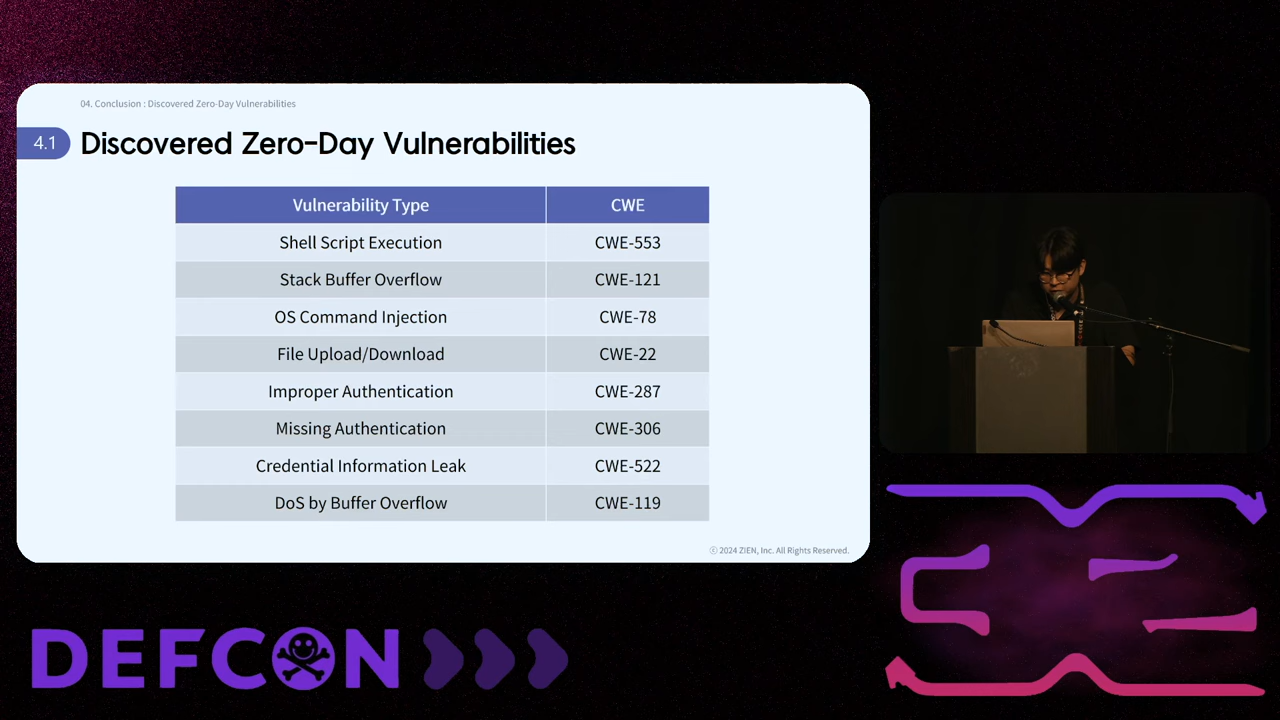 04. Conclusion : Discovered Zero-Day Vulnerabilities
4.1 Discovered Zero-Day Vulnerabilities
Vulnerability Type CWE
Shell Script Execution CWE-553
Stack Buffer Overflow CWE-121
OS Command Injection CWE-78
File Upload/Download CWE-22
Improper Authentication CWE-287
Missing Authentication CWE-306
Credential Information Leak CWE-522
DoS by Buffer Overflow CWE-119
ⓒ 2024 ZIEN, Inc. All Rights Reserved.
DEFCON